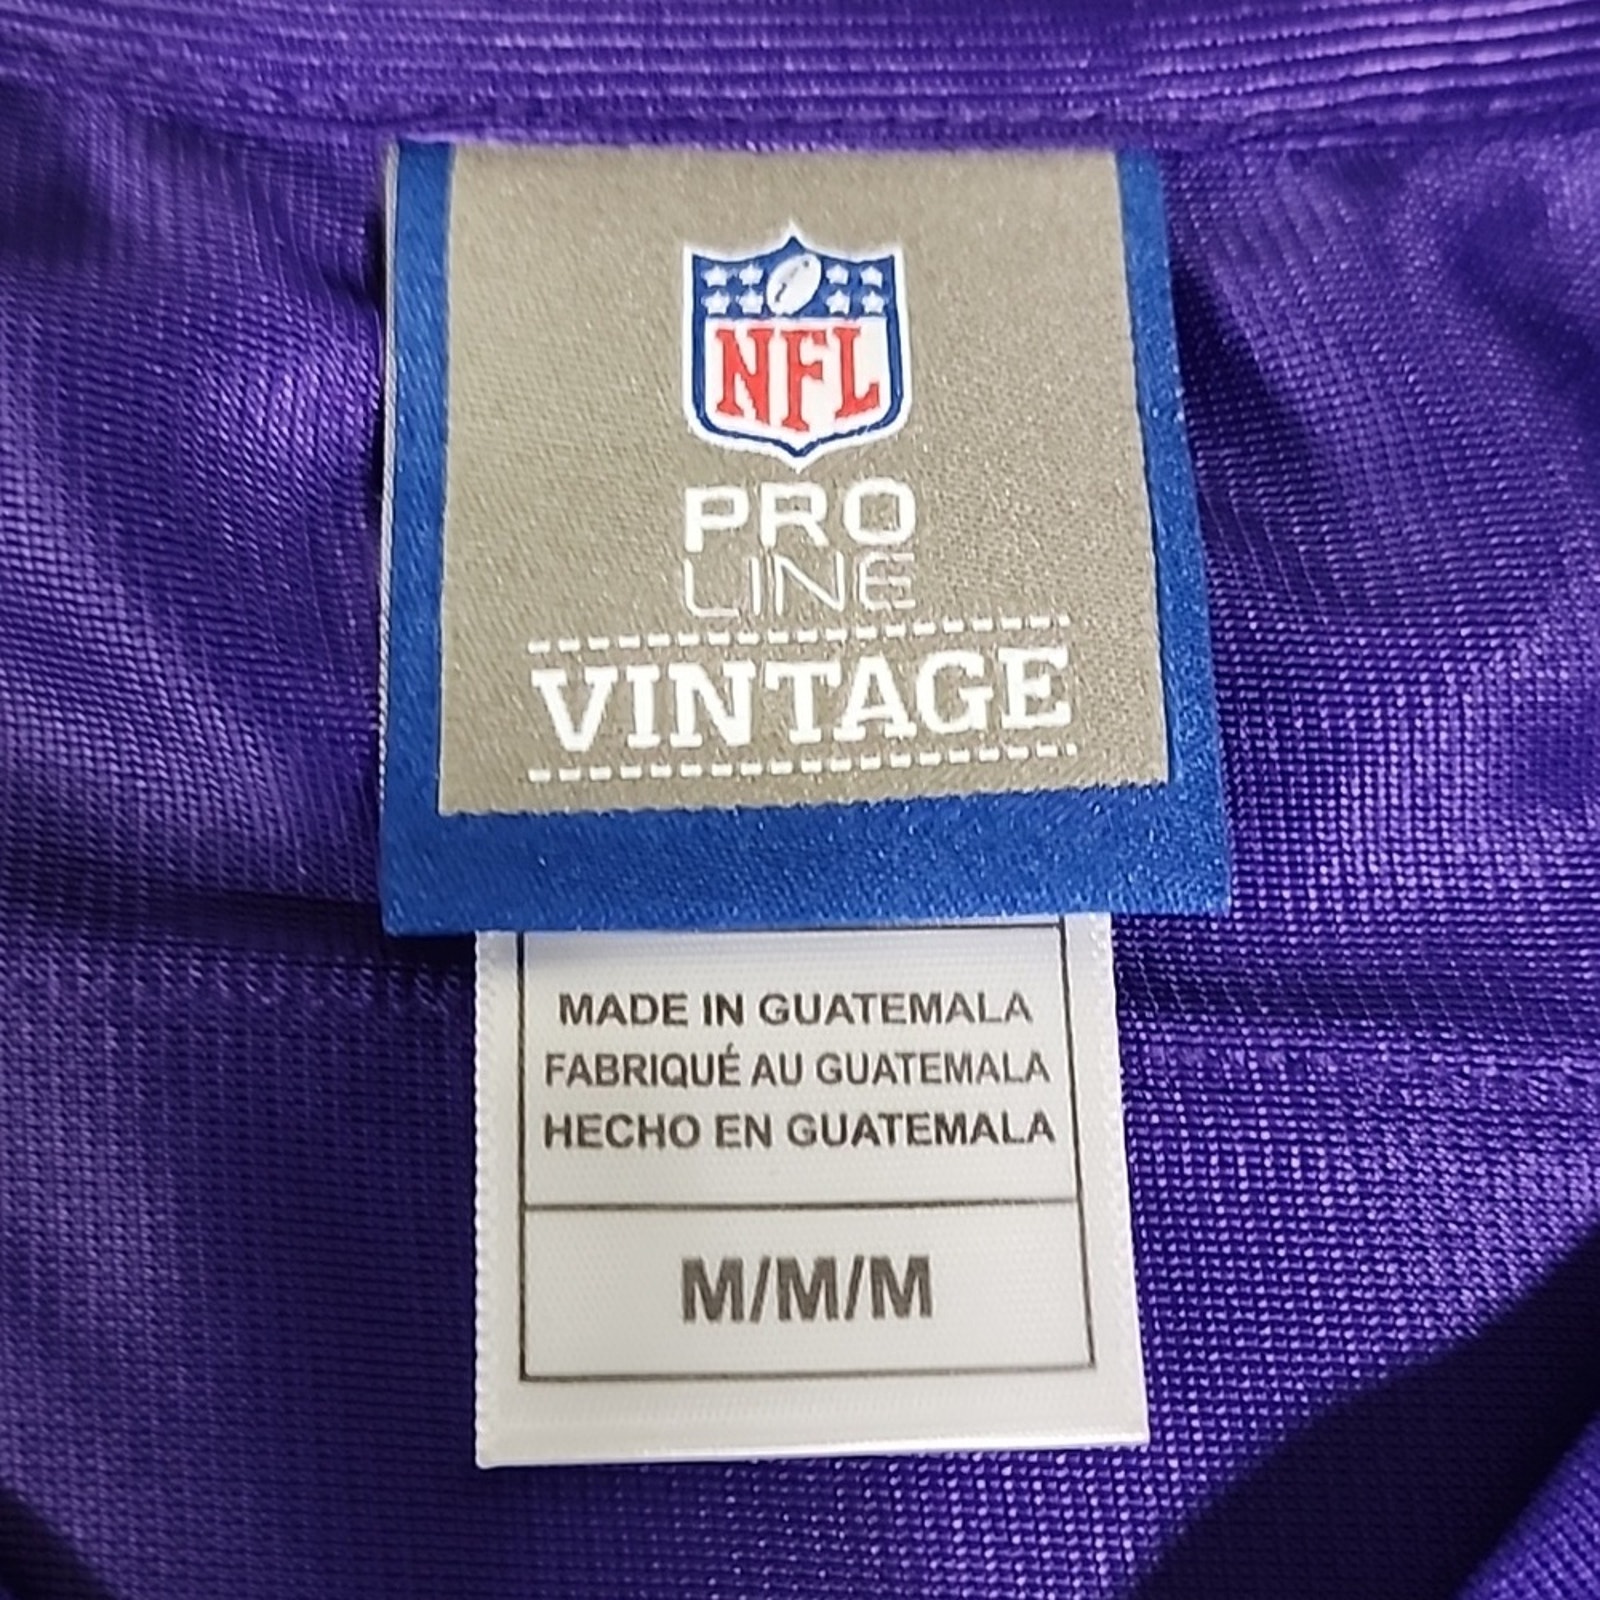 NFL
PRO
LINE
VINTAGE
MADE IN GUATEMALA
FABRIQUÉ AU GUATEMALA
HECHO EN GUATEMALA
M/M/M